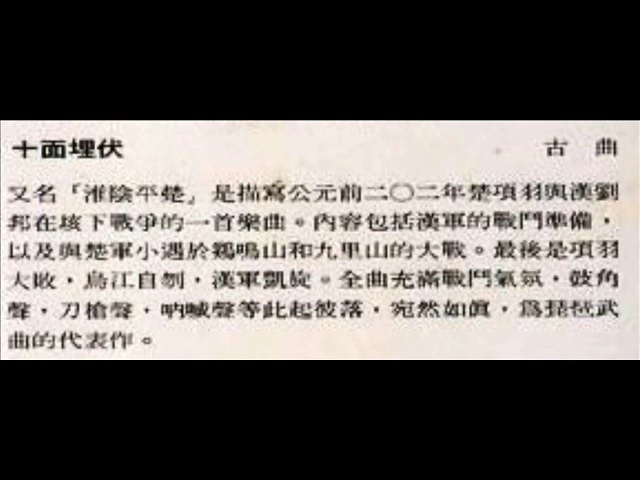 十面埋伏 古曲
又名「淮陰平楚」是描寫公元前二〇二年楚項羽與漢劉
邦在垓下戰爭的一首樂曲。內容包括漢軍的戰鬥準備，
以及與楚軍小遇於鷄鳴山和九里山的大戰。最後是項羽
大敗，烏江自刎，漢軍凱旋。全曲充滿戰鬥氣氛，鼓角
聲，刀槍聲，吶喊聲等此起彼落，宛然如眞，爲琵琶武
曲的代表作。